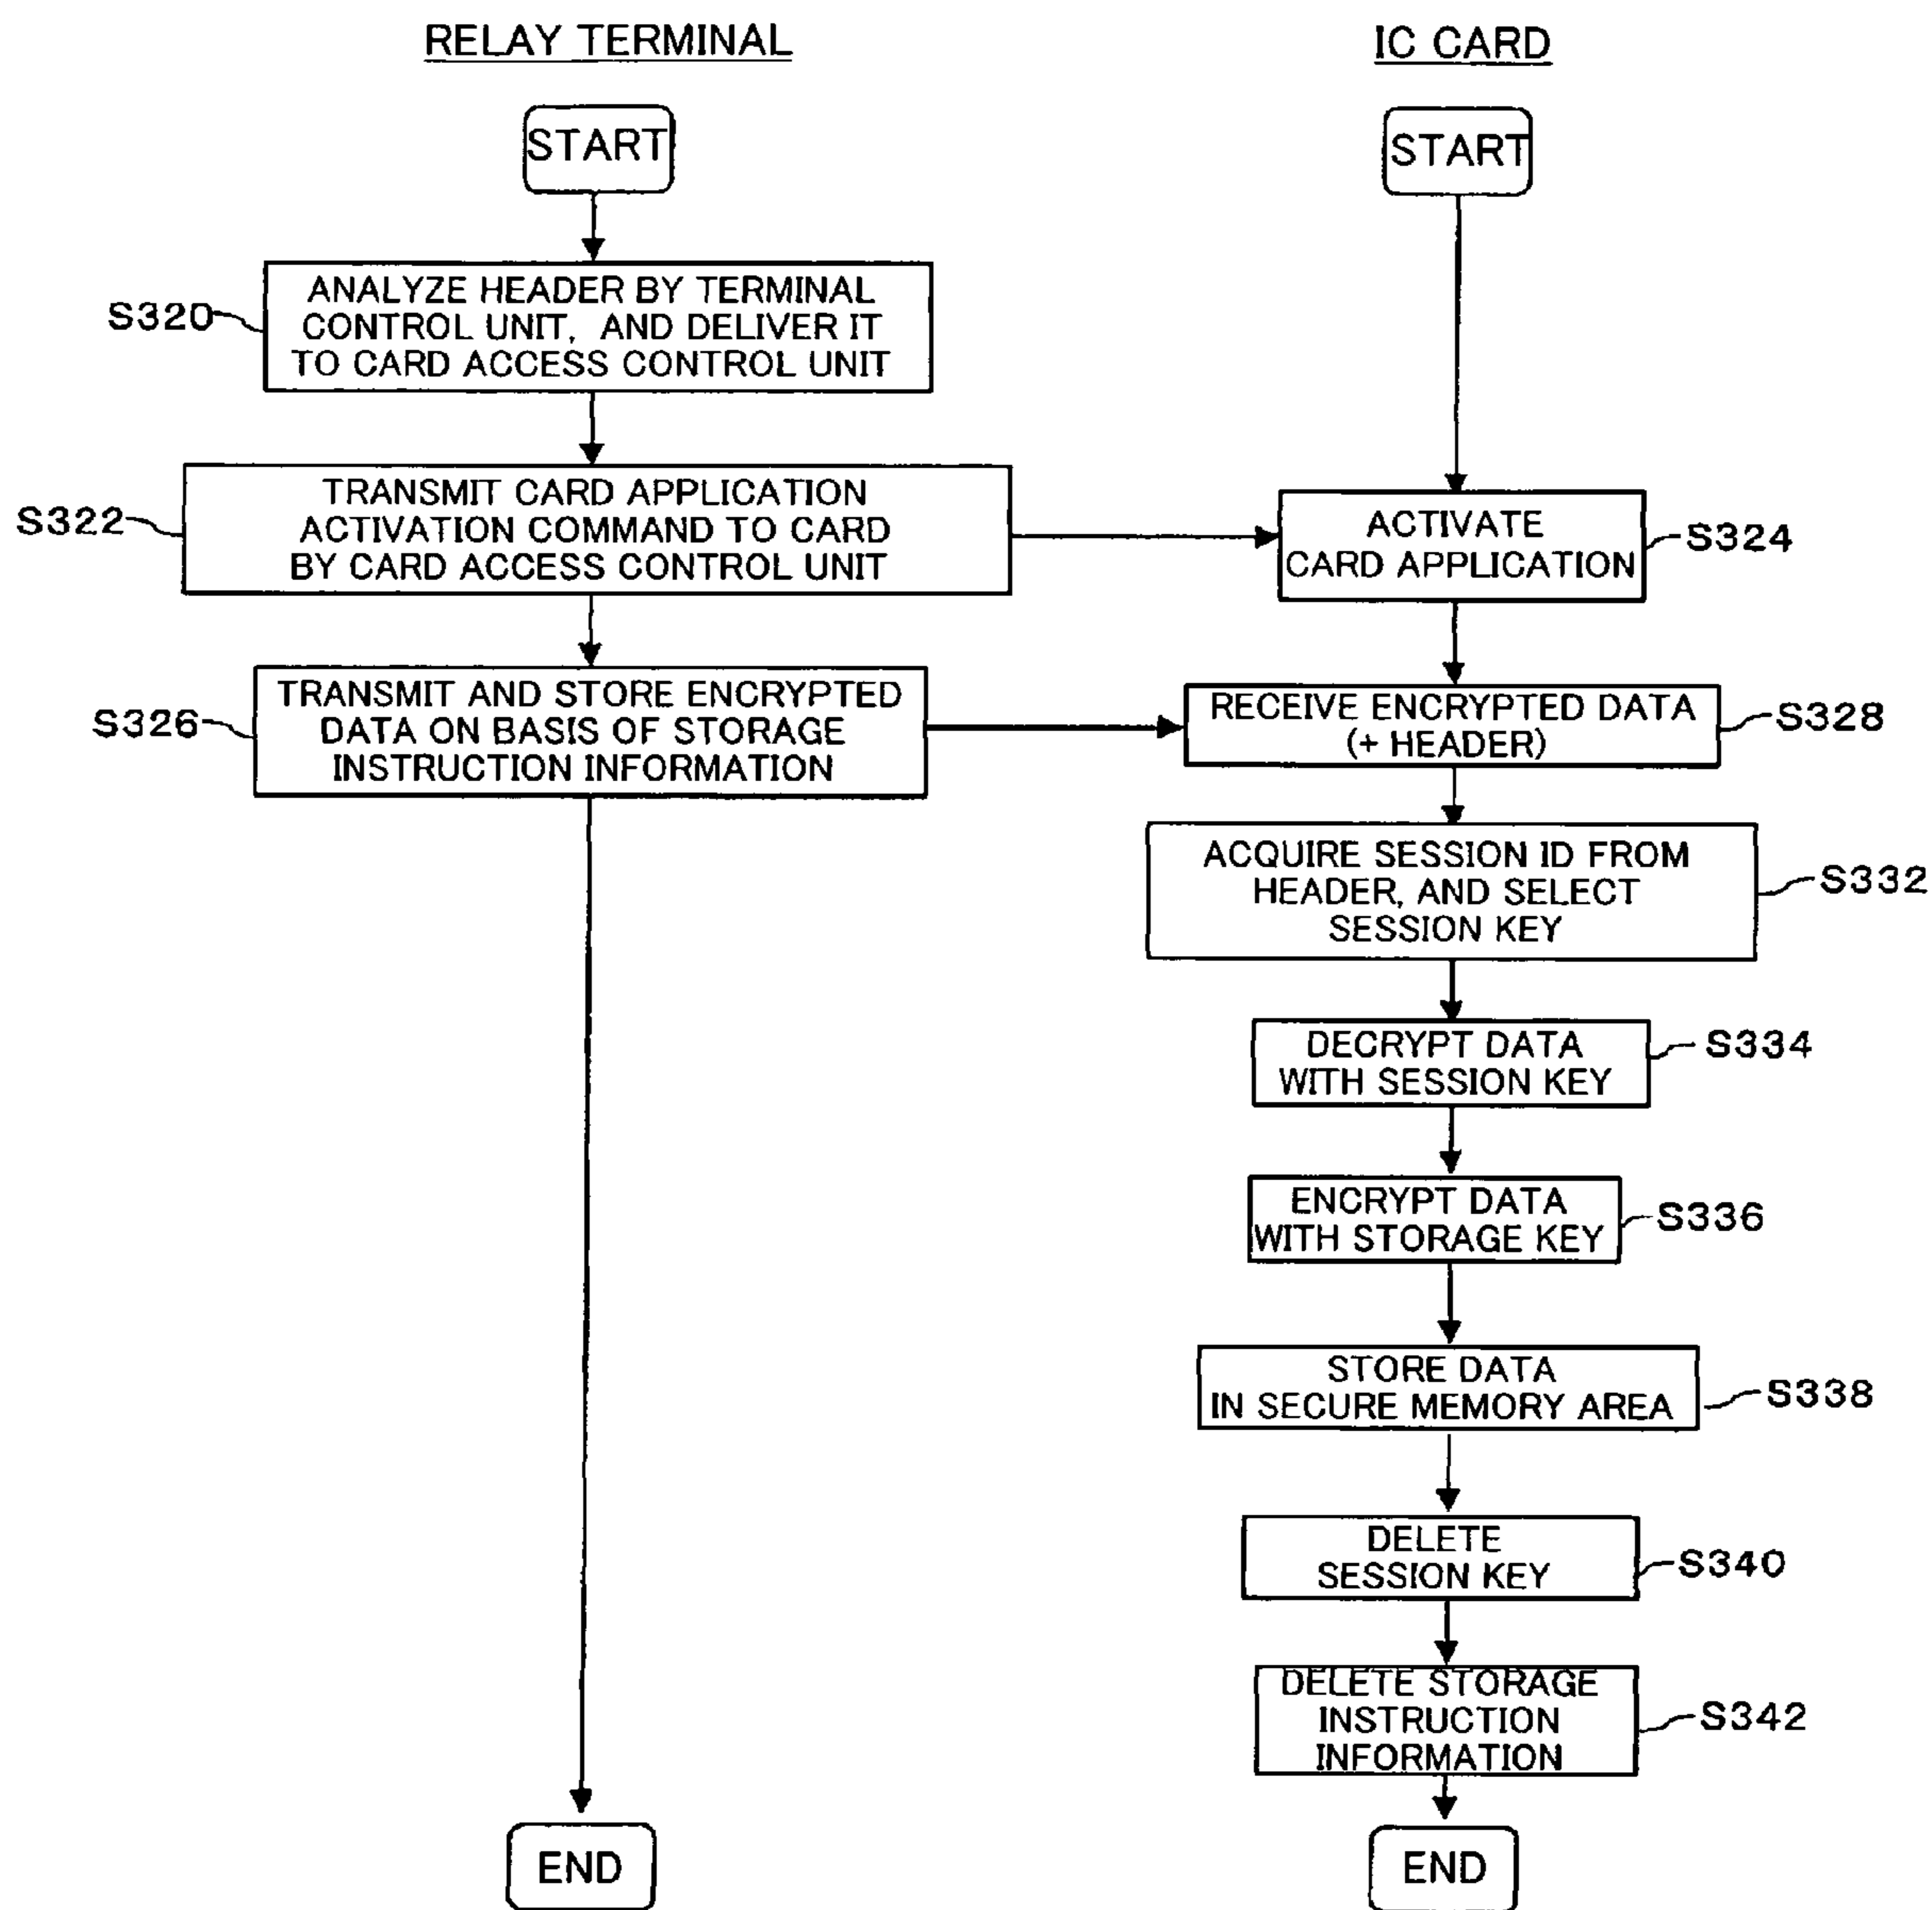 RELAY TERMINAL
IC CARD
START
START
S320
ANALYZE HEADER BY TERMINAL
CONTROL UNIT, AND DELIVER IT
TO CARD ACCESS CONTROL UNIT
S322
TRANSMIT CARD APPLICATION
ACTIVATION COMMAND TO CARD
BY CARD ACCESS CONTROL UNIT
ACTIVATE
CARD APPLICATION
S324
S326
TRANSMIT AND STORE ENCRYPTED
DATA ON BASIS OF STORAGE
INSTRUCTION INFORMATION
RECEIVE ENCRYPTED DATA
(+ HEADER)
S328
ACQUIRE SESSION ID FROM
HEADER, AND SELECT
SESSION KEY
S332
DECRYPT DATA
WITH SESSION KEY
S334
ENCRYPT DATA
WITH STORAGE KEY
S336
STORE DATA
IN SECURE MEMORY AREA
S338
DELETE
SESSION KEY
S340
DELETE STORAGE
INSTRUCTION
INFORMATION
S342
END
END